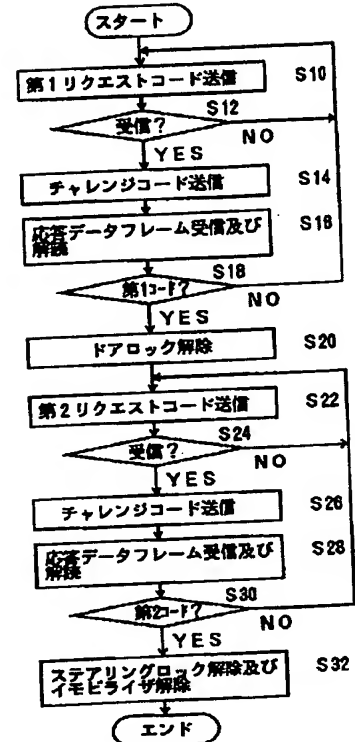 スタート
第1リクエストコード送信 S10
受信? S12
NO
YES
チャレンジコード送信 S14
応答データフレーム受信及び S16
解読
第1コード? S18
NO
YES
ドアロック解除 S20
第2リクエストコード送信 S22
受信? S24
NO
YES
チャレンジコード送信 S26
応答データフレーム受信及び S28
解読
第2コード? S30
NO
YES
ステアリングロック解除及び S32
イモビライザ解除
エンド